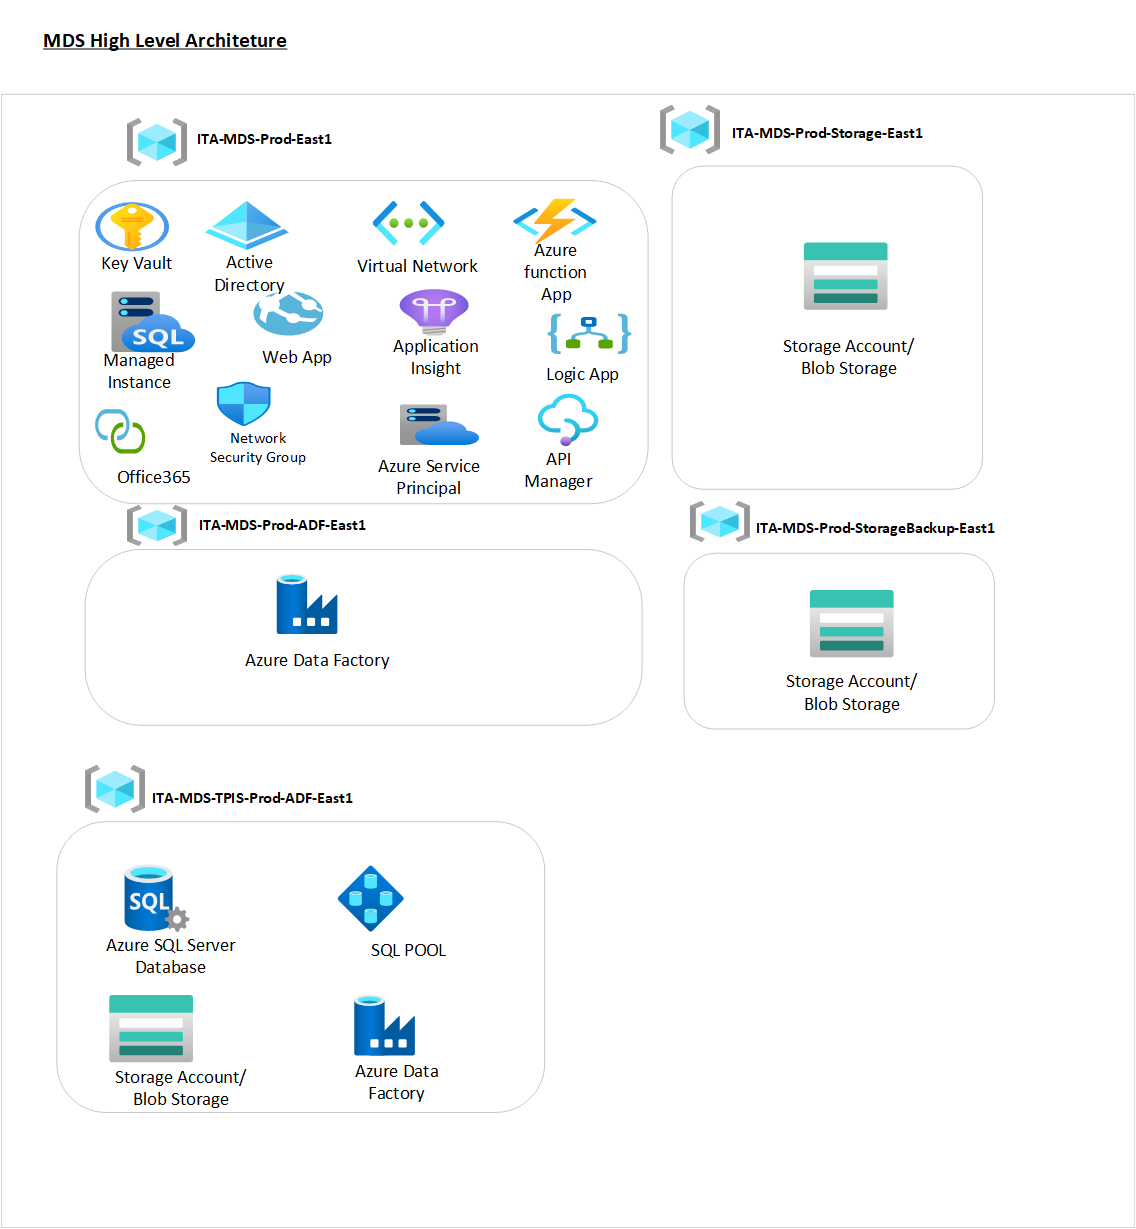 MDS High Level Architeture
ITA-MDS-Prod-East1
Key Vault
Active
Directory
Virtual Network
Azure
function
App
SQL
Managed
Instance
Web App
Application
Insight
Logic App
Office365
Network
Security Group
Azure Service
Principal
API
Manager
ITA-MDS-Prod-Storage-East1
Storage Account/
Blob Storage
ITA-MDS-Prod-ADF-East1
Azure Data Factory
ITA-MDS-Prod-StorageBackup-East1
Storage Account/
Blob Storage
ITA-MDS-TPIS-Prod-ADF-East1
SQL
Azure SQL Server
Database
SQL POOL
Storage Account/
Blob Storage
Azure Data
Factory